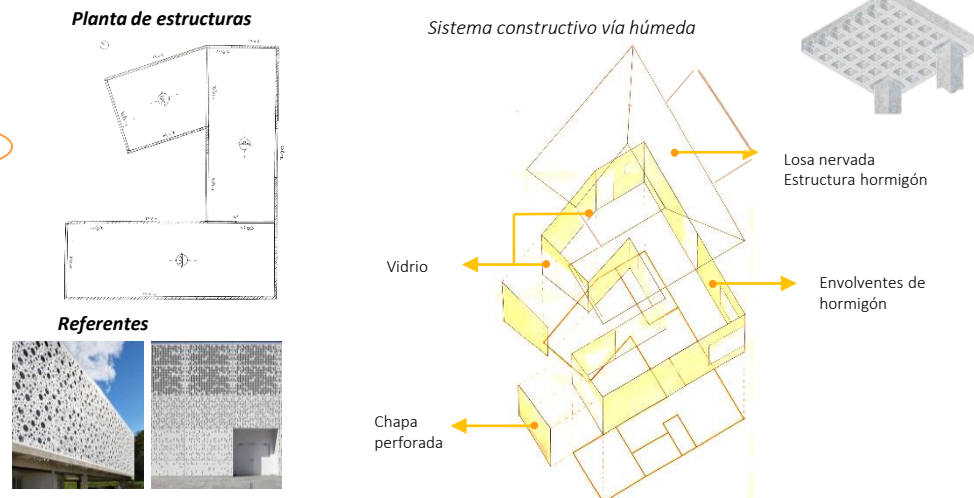 Planta de estructuras
Sistema constructivo vía húmeda
Losa nervada
Estructura hormigón
Vidrio
Envolventes de
hormigón
Referentes
Chapa
perforada